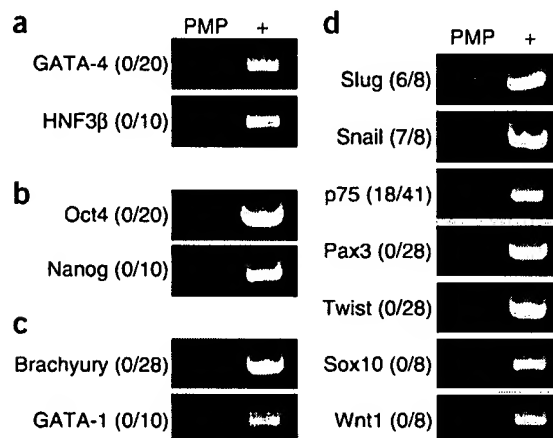 a
PMP +
GATA-4 (0/20)
HNF3β (0/10)
b
Oct4 (0/20)
Nanog (0/10)
c
Brachyury (0/28)
GATA-1 (0/10)
d
PMP +
Slug (6/8)
Snail (7/8)
p75 (18/41)
Pax3 (0/28)
Twist (0/28)
Sox10 (0/8)
Wnt1 (0/8)